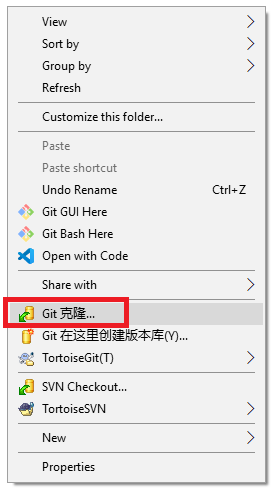 View
Sort by
Group by
Refresh
Customize this folder...
Paste
Paste shortcut
Undo Rename Ctrl+Z
Git GUI Here
Git Bash Here
Open with Code
Share with
Git 克隆...
Git 在这里创建版本库(Y)...
TortoiseGit(T)
SVN Checkout...
TortoiseSVN
New
Properties